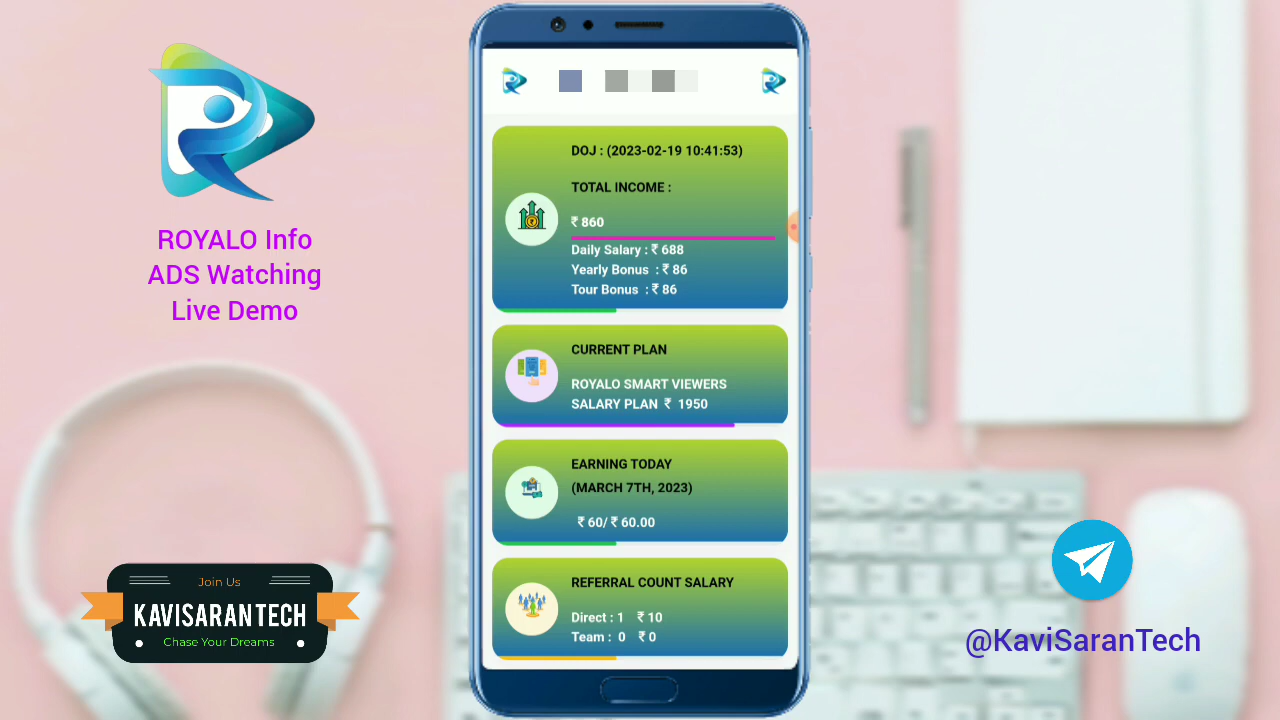 ROYALO Info
ADS Watching
Live Demo
DOJ : (2023-02-19 10:41:53)
TOTAL INCOME :
₹ 860
Daily Salary : ₹ 688
Yearly Bonus : ₹ 86
Tour Bonus : ₹ 86
CURRENT PLAN
ROYALO SMART VIEWERS
SALARY PLAN ₹ 1950
EARNING TODAY
(MARCH 7TH, 2023)
₹ 60/ ₹ 60.00
REFERRAL COUNT SALARY
Direct : 1 ₹ 10
Team : 0 ₹ 0
Join Us
KAVISARAN TECH
Chase Your Dreams
@KaviSaranTech